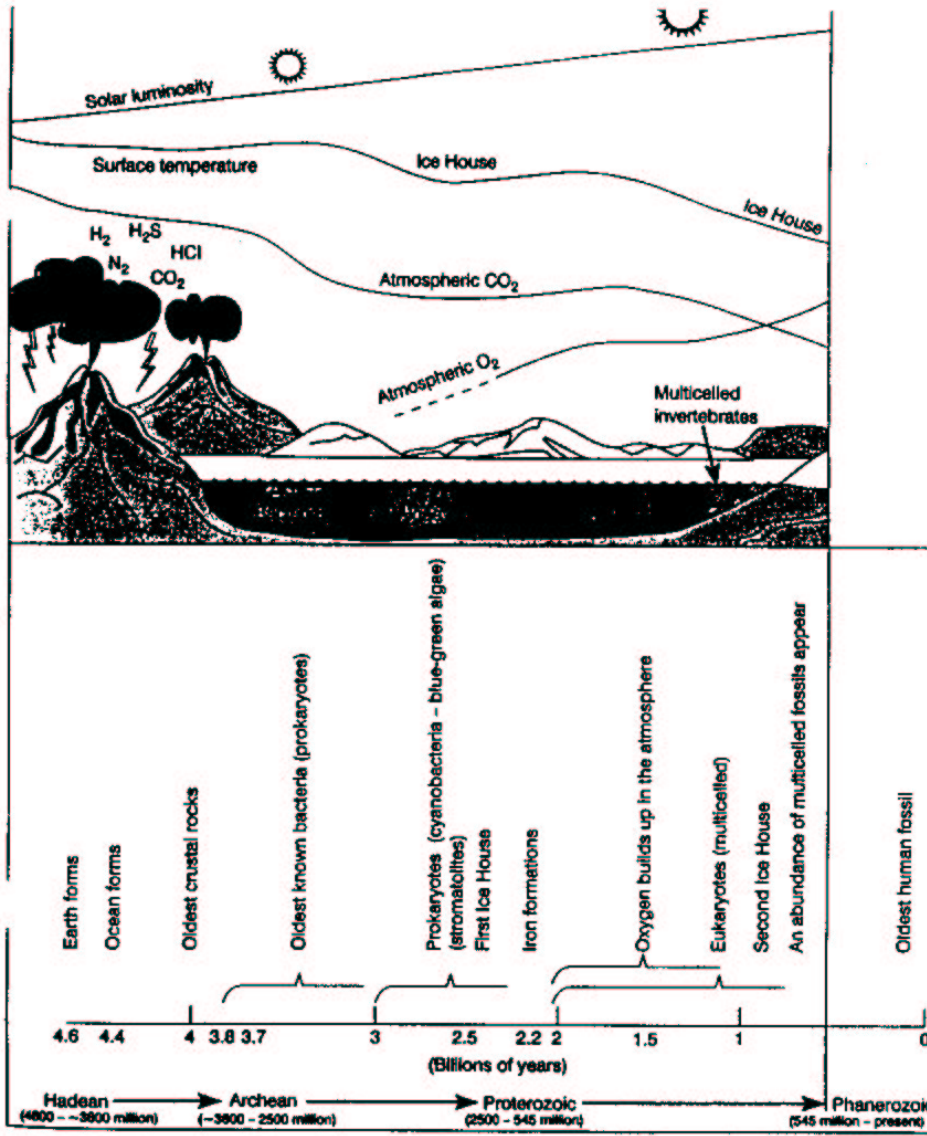 Solar luminosity
Surface temperature
Ice House
Ice House
H₂
H₂S
N₂
HCl
CO₂
Atmospheric CO₂
Atmospheric O₂
Multicelled
invertebrates
Earth forms
Ocean forms
Oldest crustal rocks
Oldest known bacteria (prokaryotes)
Prokaryotes (cyanobacteria – blue-green algae)
(stromatolites)
First Ice House
Iron formations
Oxygen builds up in the atmosphere
Eukaryotes (multicelled)
Second Ice House
An abundance of multicelled fossils appear
Oldest human fossil
4.6 4.4 4 3.8 3.7 3 2.5 2.2 2 1.5 1 0
(Billions of years)
Hadean Archean Proterozoic Phanerozoic
(4600 – ~3800 million) (~3800 – 2500 million) (2500 – 545 million) (545 million – present)